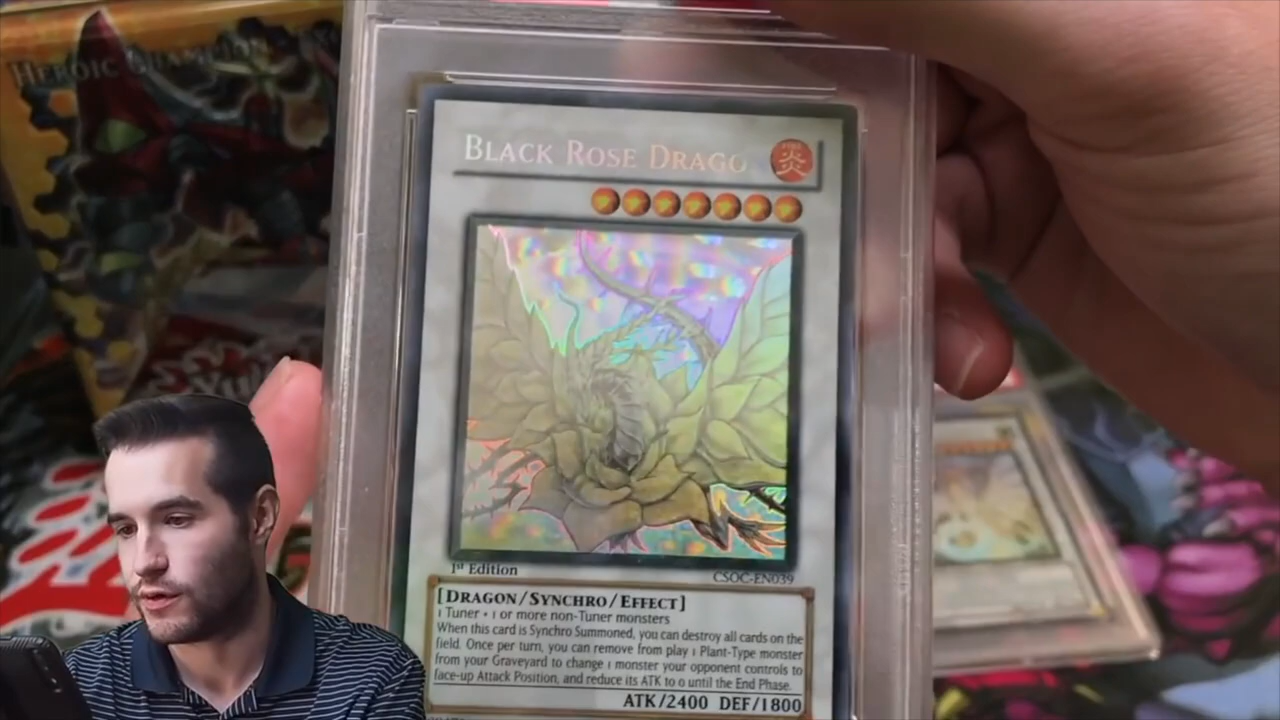 HEROIC CHAMPION
BLACK ROSE DRAGO
炎
1st Edition
CSOC-EN039
[DRAGON/SYNCHRO/EFFECT]
1 Tuner + 1 or more non-Tuner monsters
When this card is Synchro Summoned, you can destroy all cards on the
field. Once per turn, you can remove from play 1 Plant-Type monster
from your Graveyard to change 1 monster your opponent controls to
face-up Attack Position, and reduce its ATK to 0 until the End Phase.
ATK/2400 DEF/1800